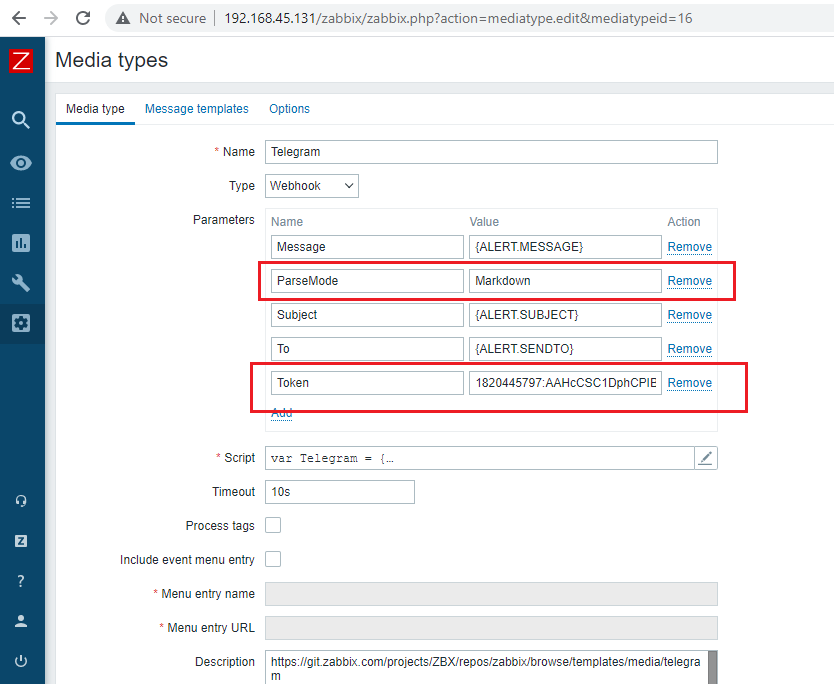 Not secure | 192.168.45.131/zabbix/zabbix.php?action=mediatype.edit&mediatypeid=16
Z Media types
Media type Message templates Options
* Name Telegram
Type Webhook
Parameters Name Value Action
Message {ALERT.MESSAGE} Remove
ParseMode Markdown Remove
Subject {ALERT.SUBJECT} Remove
To {ALERT.SENDTO} Remove
Token 1820445797:AAHcCSC1DphCPIE Remove
Add
* Script var Telegram = {…
Timeout 10s
Process tags
Include event menu entry
Z
* Menu entry name
?
* Menu entry URL
Description https://git.zabbix.com/projects/ZBX/repos/zabbix/browse/templates/media/telegra
m